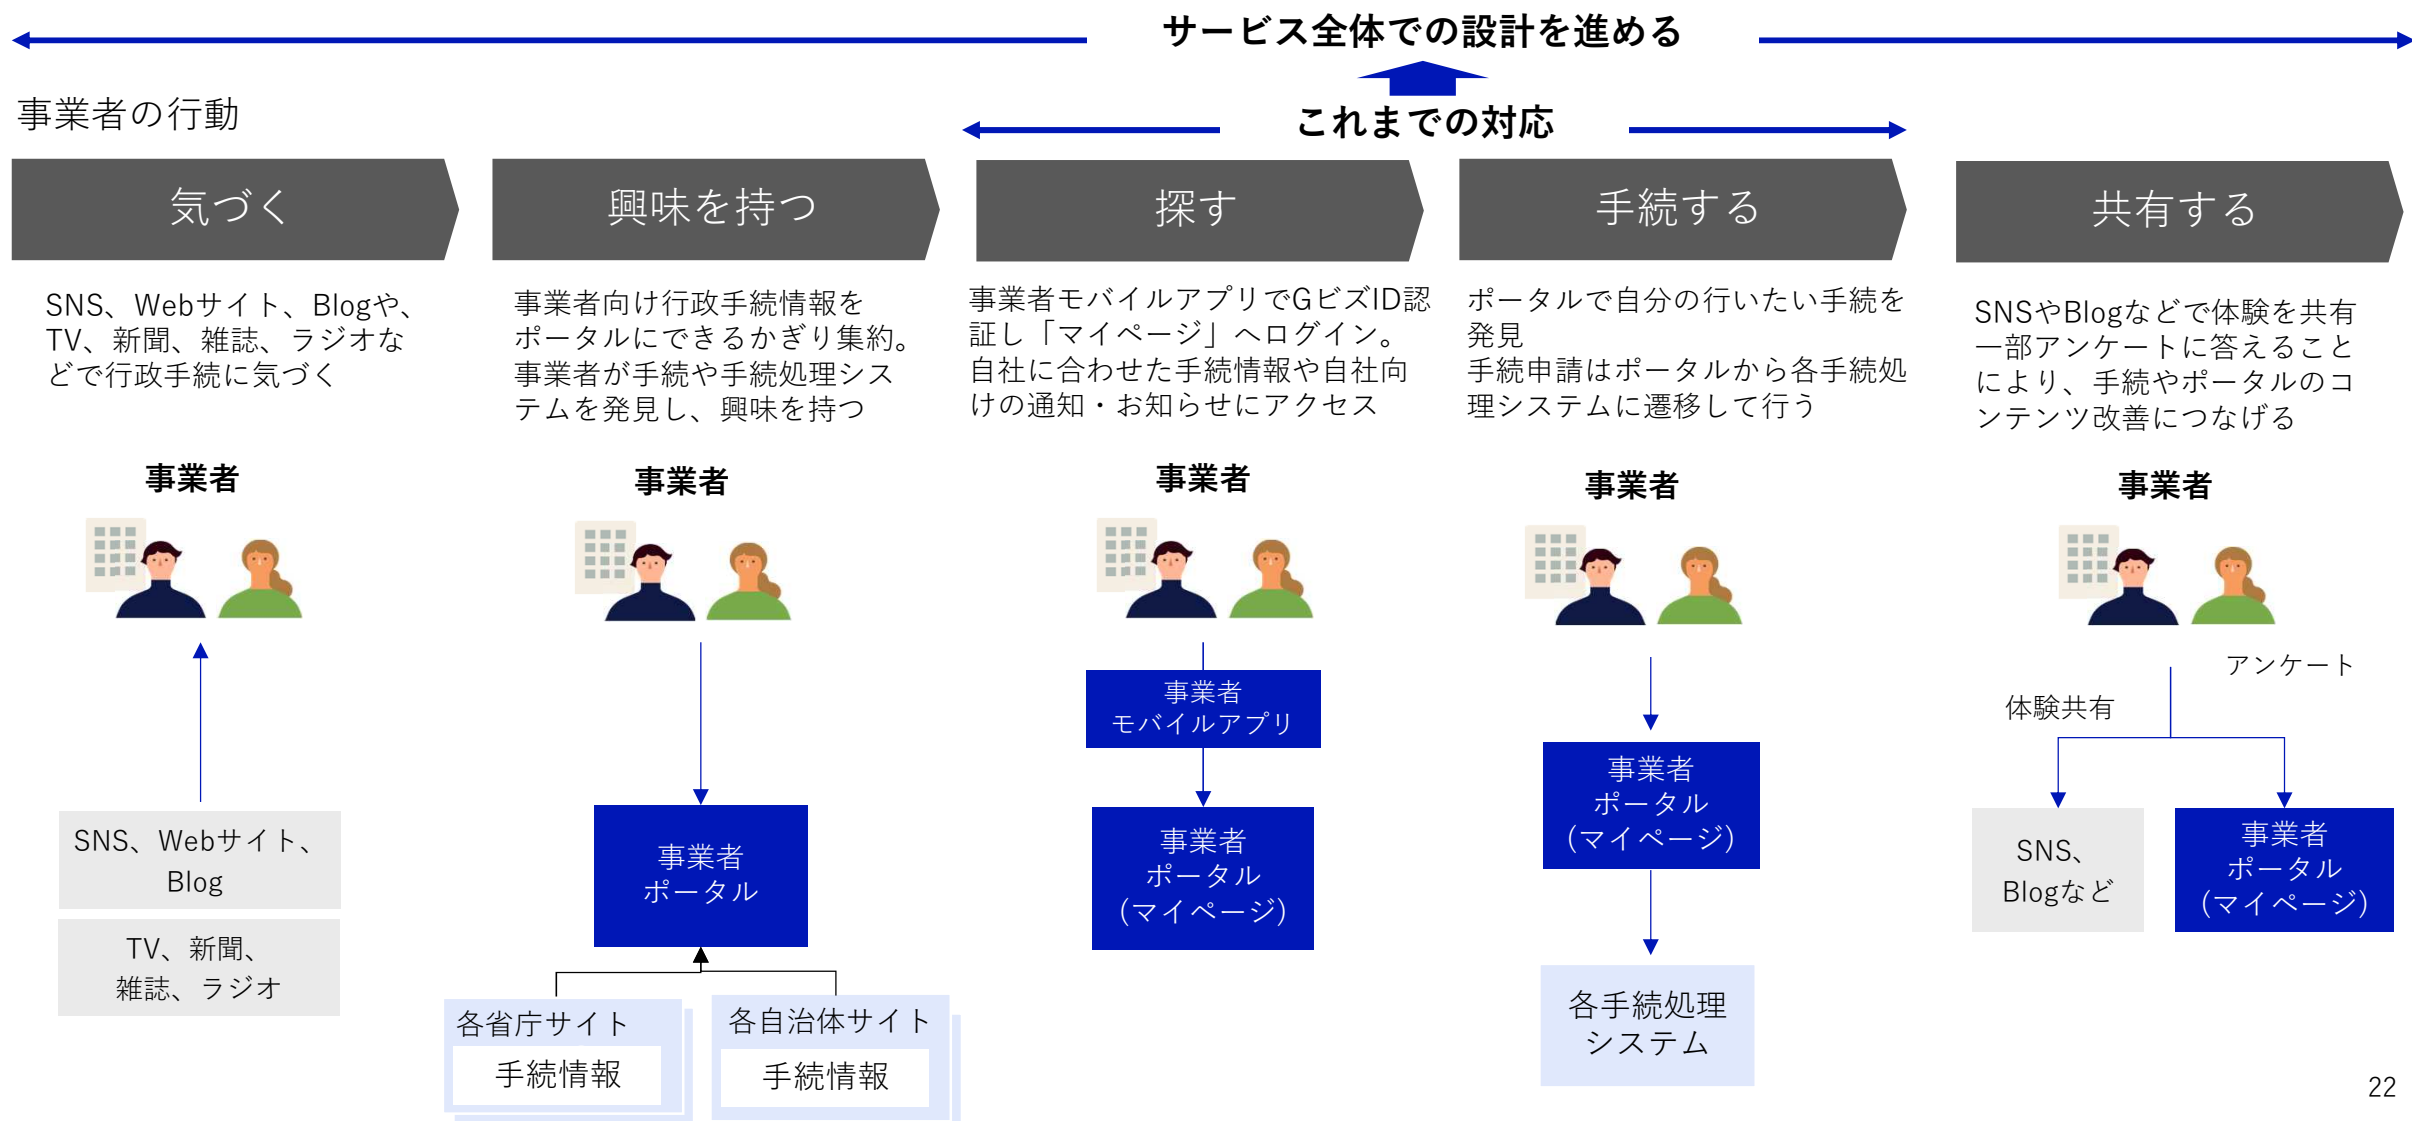 サービス全体での設計を進める
事業者の行動
これまでの対応
気づく
興味を持つ
探す
手続する
共有する
SNS、Webサイト、Blogや、
TV、新聞、雑誌、ラジオな
どで行政手続に気づく
事業者向け行政手続情報を
ポータルにできるかぎり集約。
事業者が手続や手続処理シス
テムを発見し、興味を持つ
事業者モバイルアプリでGビズID認
証し「マイページ」へログイン。
自社に合わせた手続情報や自社向
けの通知・お知らせにアクセス
ポータルで自分の行いたい手続を
発見
手続申請はポータルから各手続処
理システムに遷移して行う
SNSやBlogなどで体験を共有
一部アンケートに答えること
により、手続やポータルのコ
ンテンツ改善につなげる
事業者
事業者
事業者
事業者
事業者
SNS、Webサイト、
Blog
TV、新聞、
雑誌、ラジオ
事業者
ポータル
各省庁サイト
手続情報
各自治体サイト
手続情報
事業者
モバイルアプリ
事業者
ポータル
(マイページ)
事業者
ポータル
(マイページ)
各手続処理
システム
アンケート
体験共有
SNS、
Blogなど
事業者
ポータル
(マイページ)
22